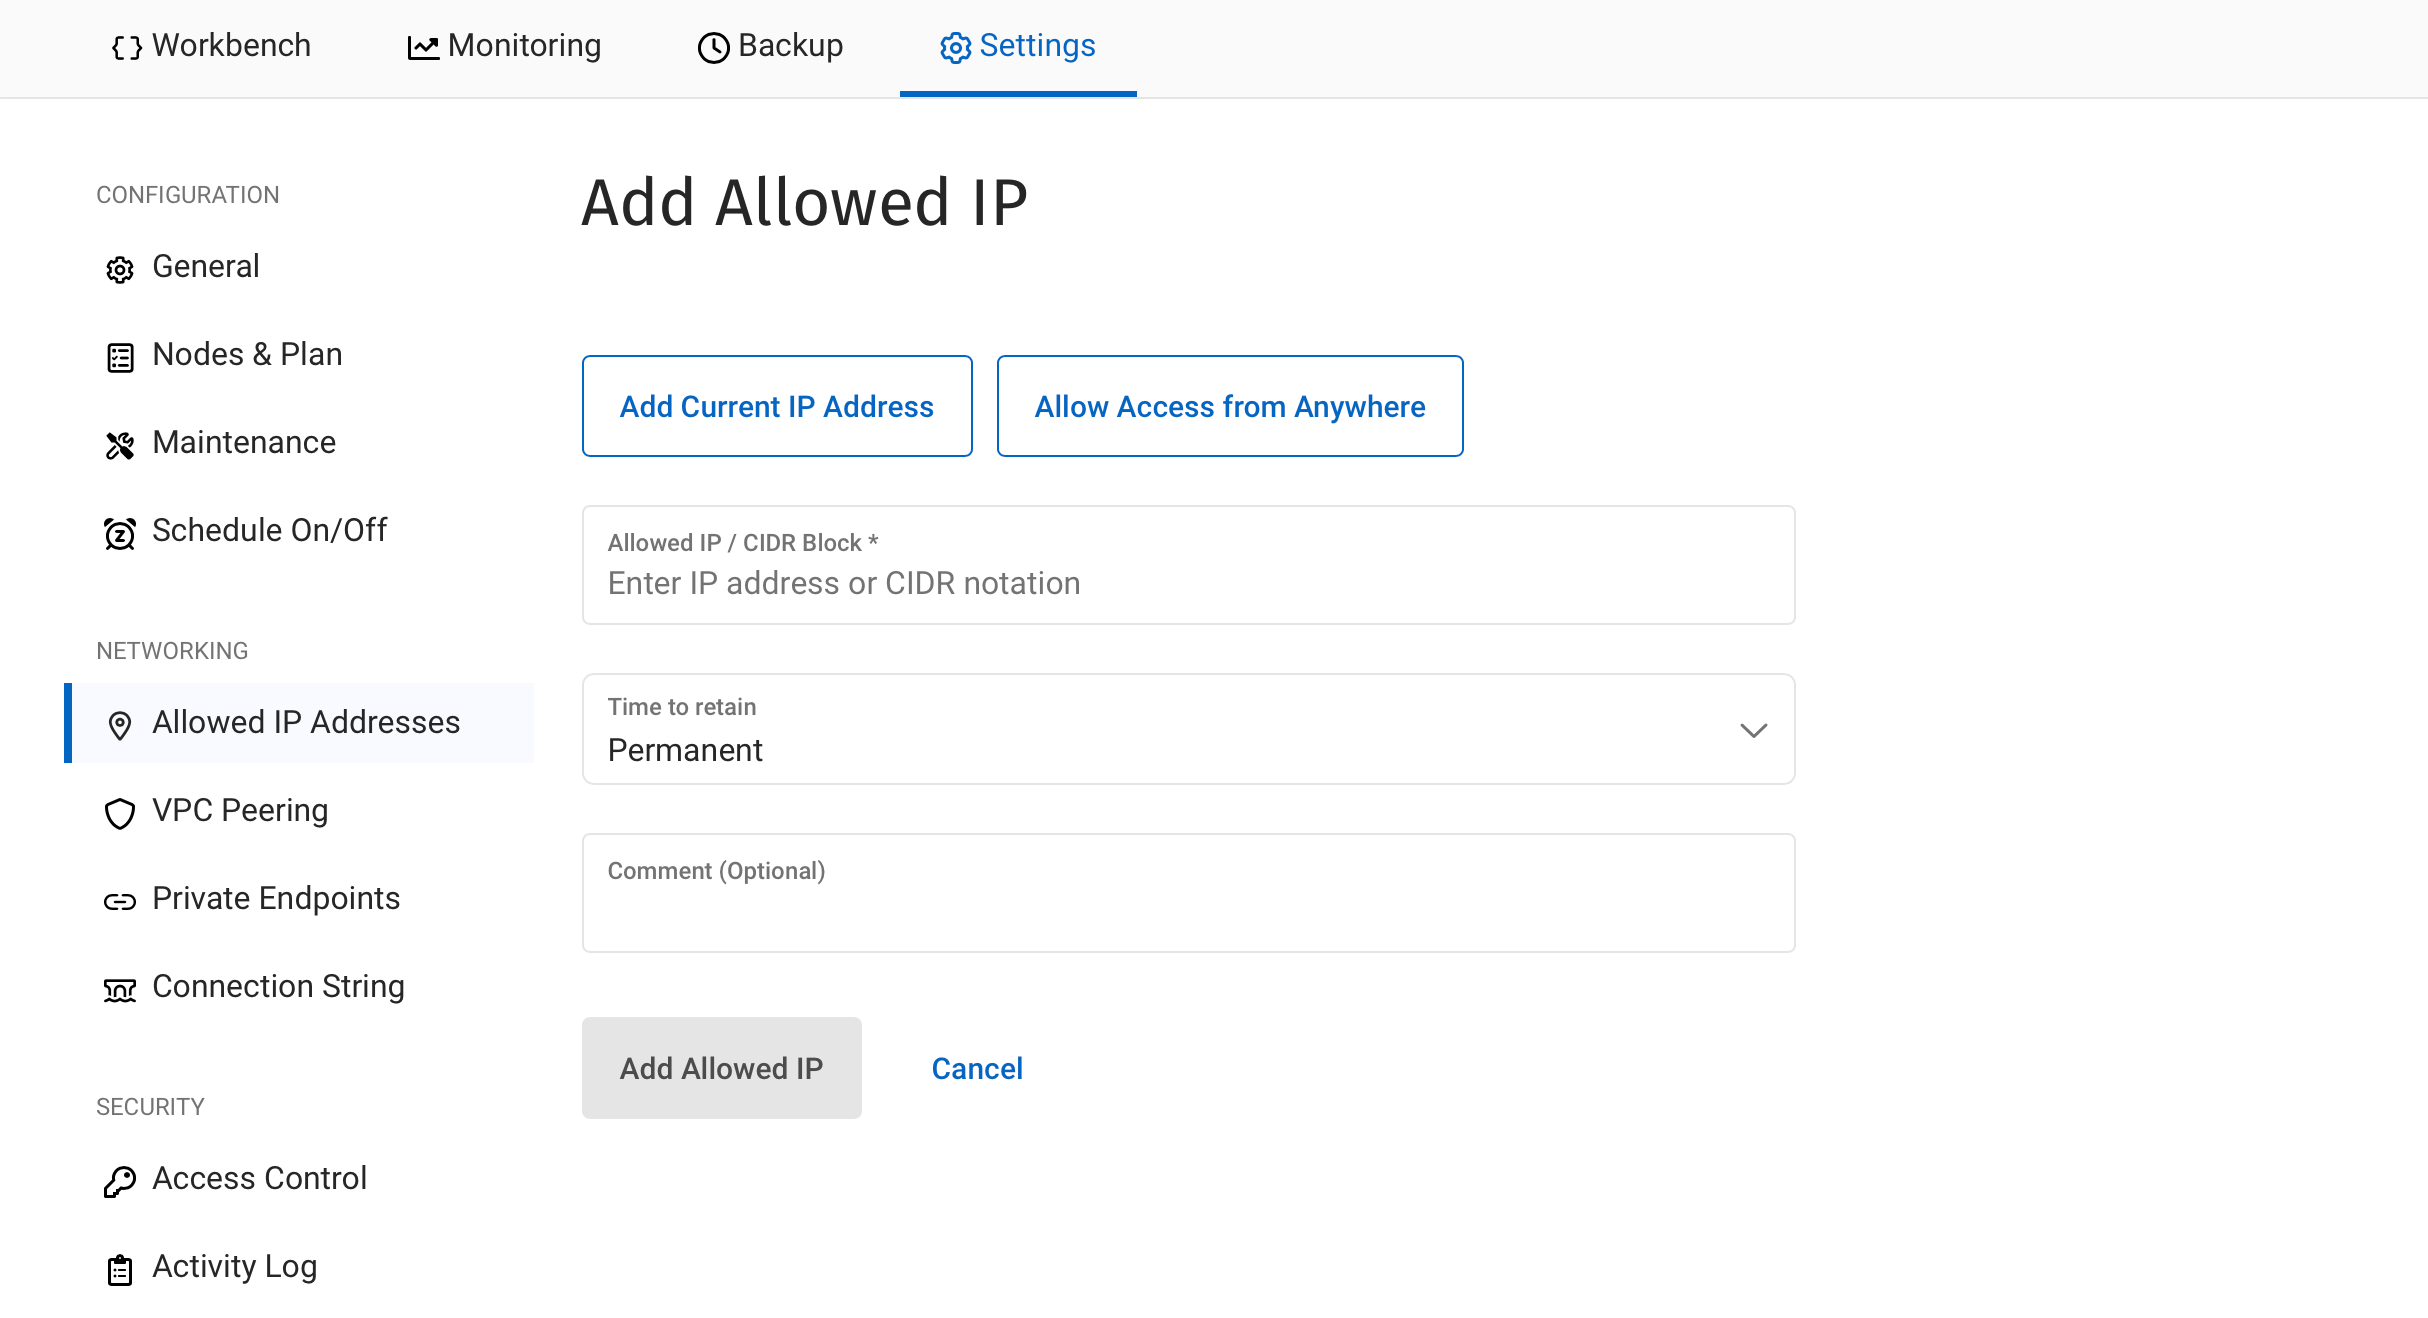 Workbench
Monitoring
Backup
Settings
CONFIGURATION
General
Nodes & Plan
Maintenance
Schedule On/Off
NETWORKING
Allowed IP Addresses
VPC Peering
Private Endpoints
Connection String
SECURITY
Access Control
Activity Log
Add Allowed IP
Add Current IP Address
Allow Access from Anywhere
Allowed IP / CIDR Block *
Enter IP address or CIDR notation
Time to retain
Permanent
Comment (Optional)
Add Allowed IP
Cancel